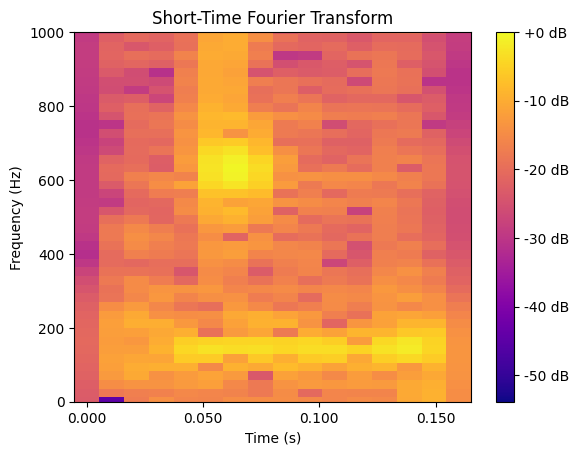 Short-Time Fourier Transform
1000
800
600
400
200
0
Frequency (Hz)
0.000
0.050
0.100
0.150
Time (s)
+0 dB
-10 dB
-20 dB
-30 dB
-40 dB
-50 dB